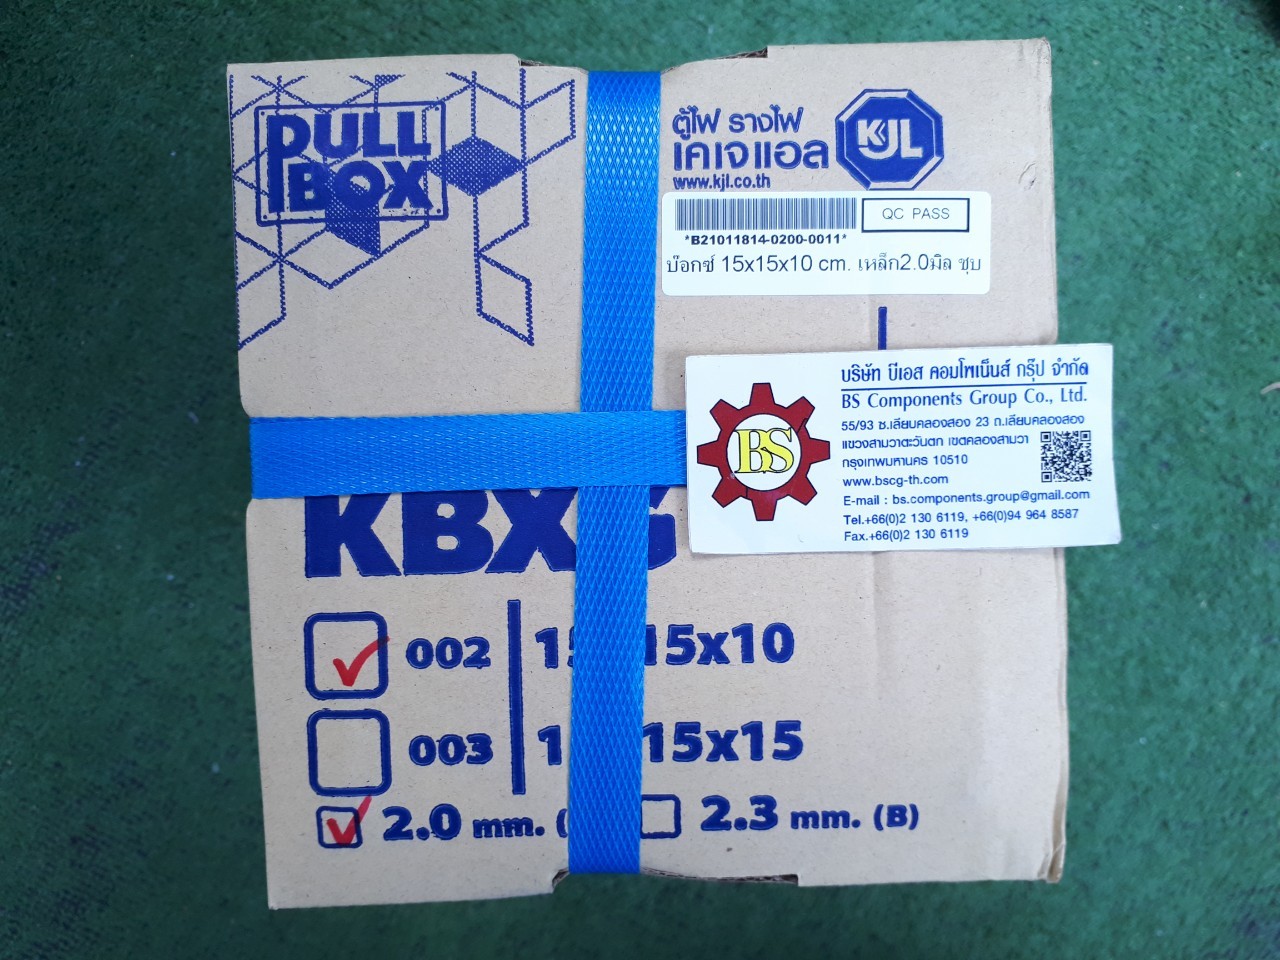 PULL
BOX
ตู้ไฟ รางไฟ
เคเจแอล
www.kjl.co.th
KJL
QC PASS
*B21011814-0200-0011*
บ๊อกซ์ 15x15x10 cm. เหล็ก2.0มิล ชุบ
บริษัท บีเอส คอมโพเน็นส์ กรุ๊ป จำกัด
BS Components Group Co., Ltd.
BS
55/93 ซ.เลียบคลองสอง 23 ถ.เลียบคลองสอง
แขวงสามวาตะวันตก เขตคลองสามวา
กรุงเทพมหานคร 10510
www.bscg-th.com
E-mail : bs.components.group@gmail.com
Tel.+66(0)2 130 6119, +66(0)94 964 8587
Fax.+66(0)2 130 6119
KBXG
002 15x10
003 15x15
2.0 mm. 2.3 mm. (B)